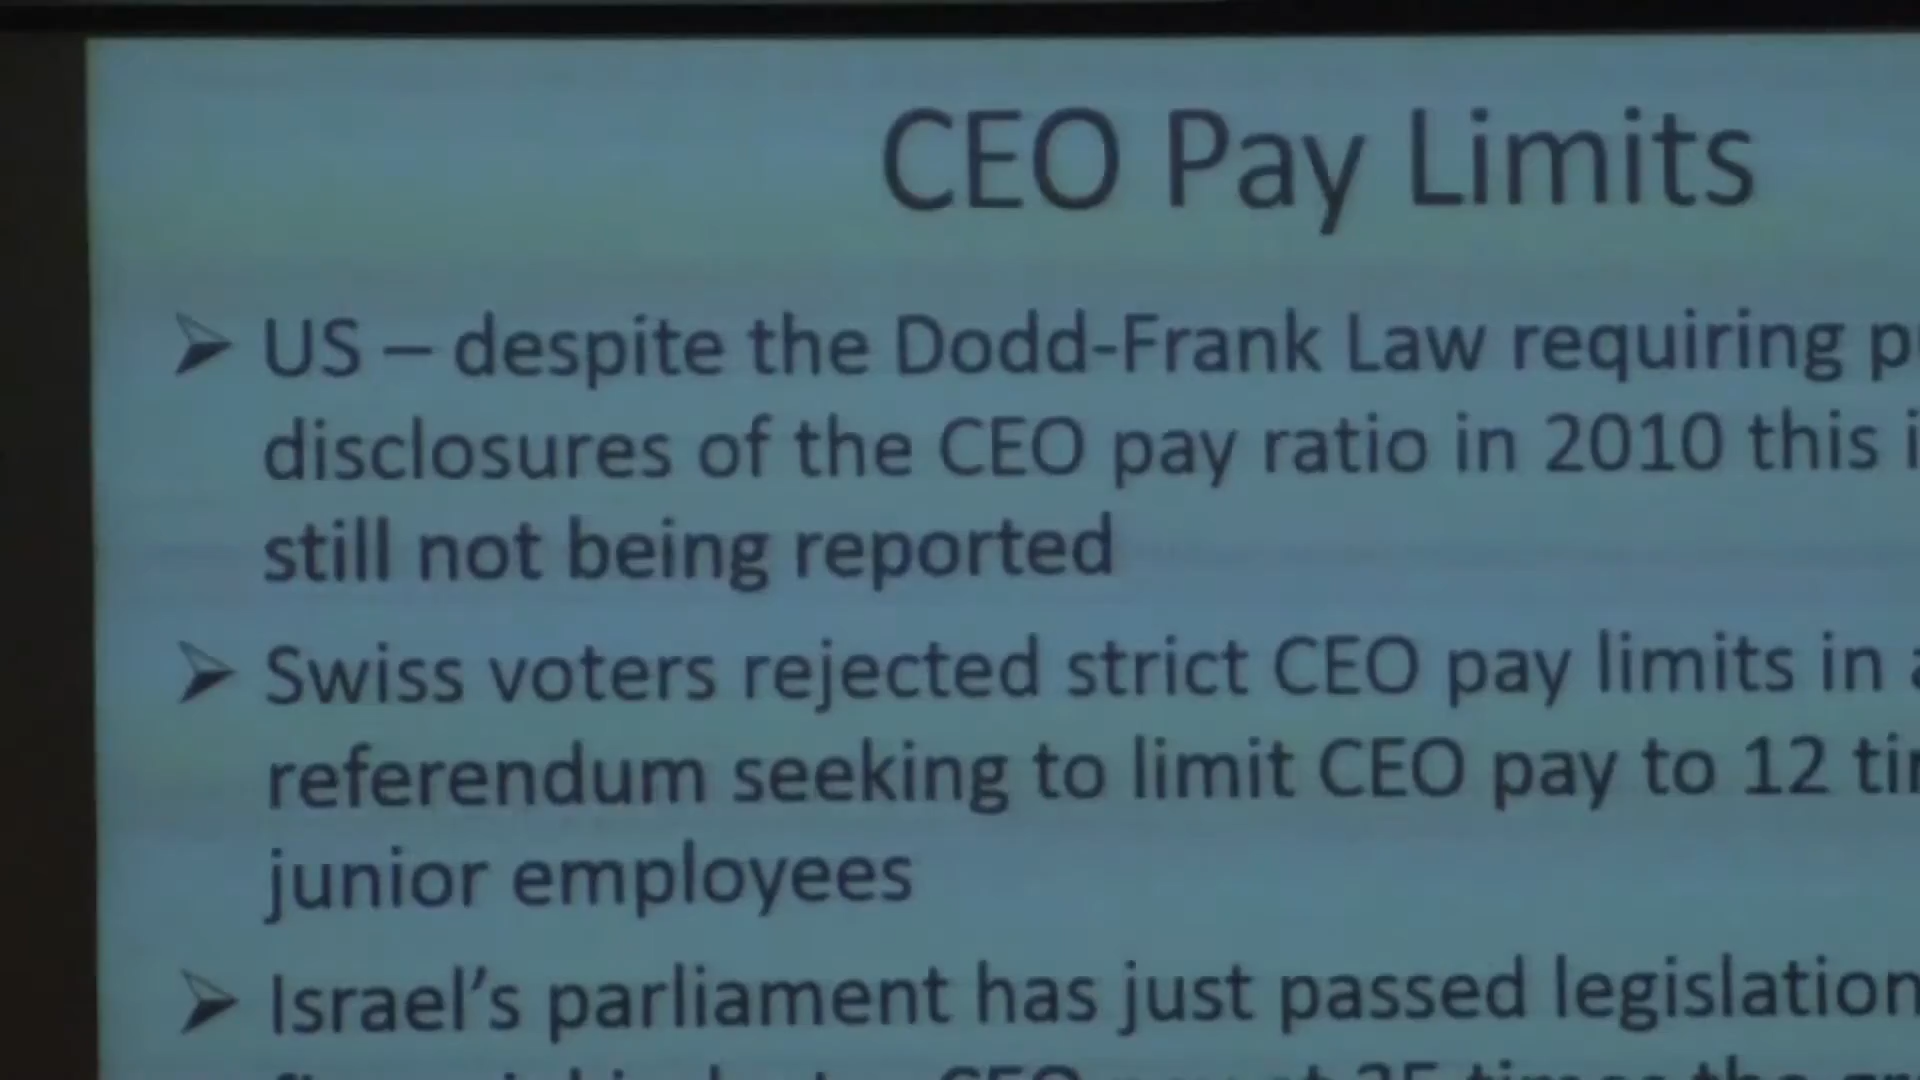 CEO Pay Limits
US – despite the Dodd-Frank Law requiring
disclosures of the CEO pay ratio in 2010 this
still not being reported
Swiss voters rejected strict CEO pay limits in
referendum seeking to limit CEO pay to 12
junior employees
Israel's parliament has just passed legislation
CEO